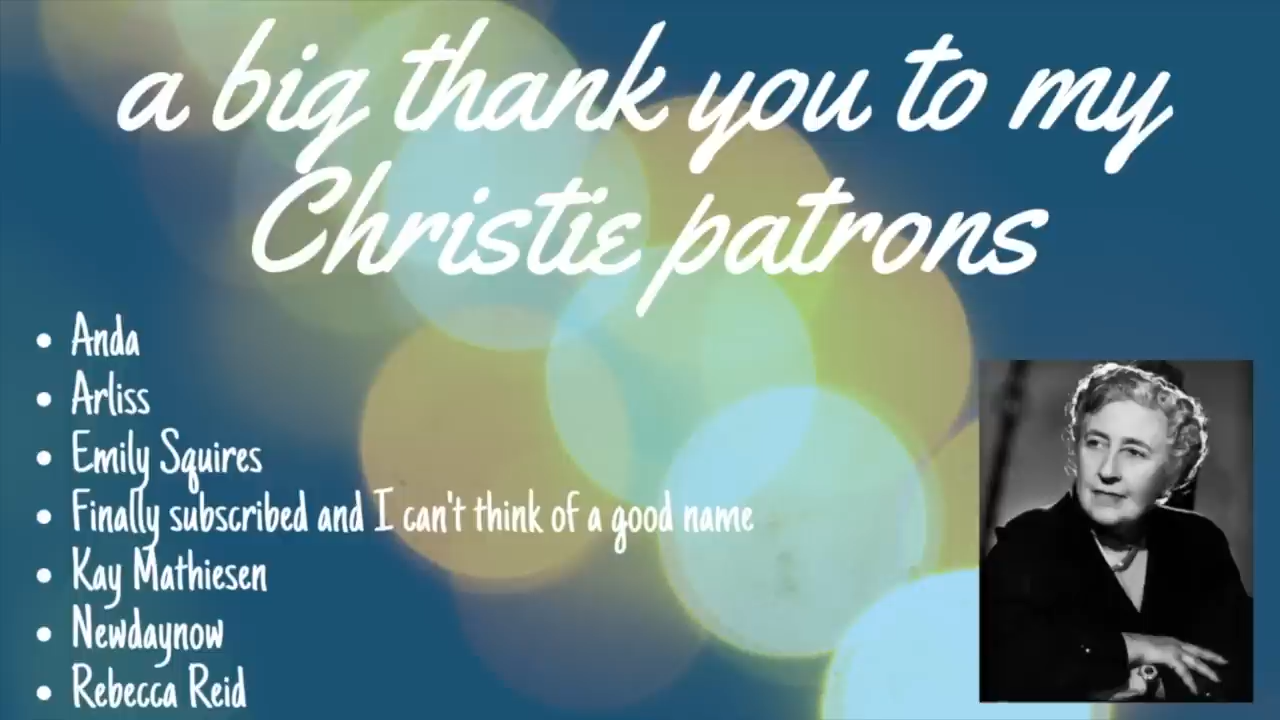 a big thank you to my
Christie patrons
• Anda
• Arliss
• Emily Squires
• Finally subscribed and I can't think of a good name
• Kay Mathiesen
• Newdaynow
• Rebecca Reid